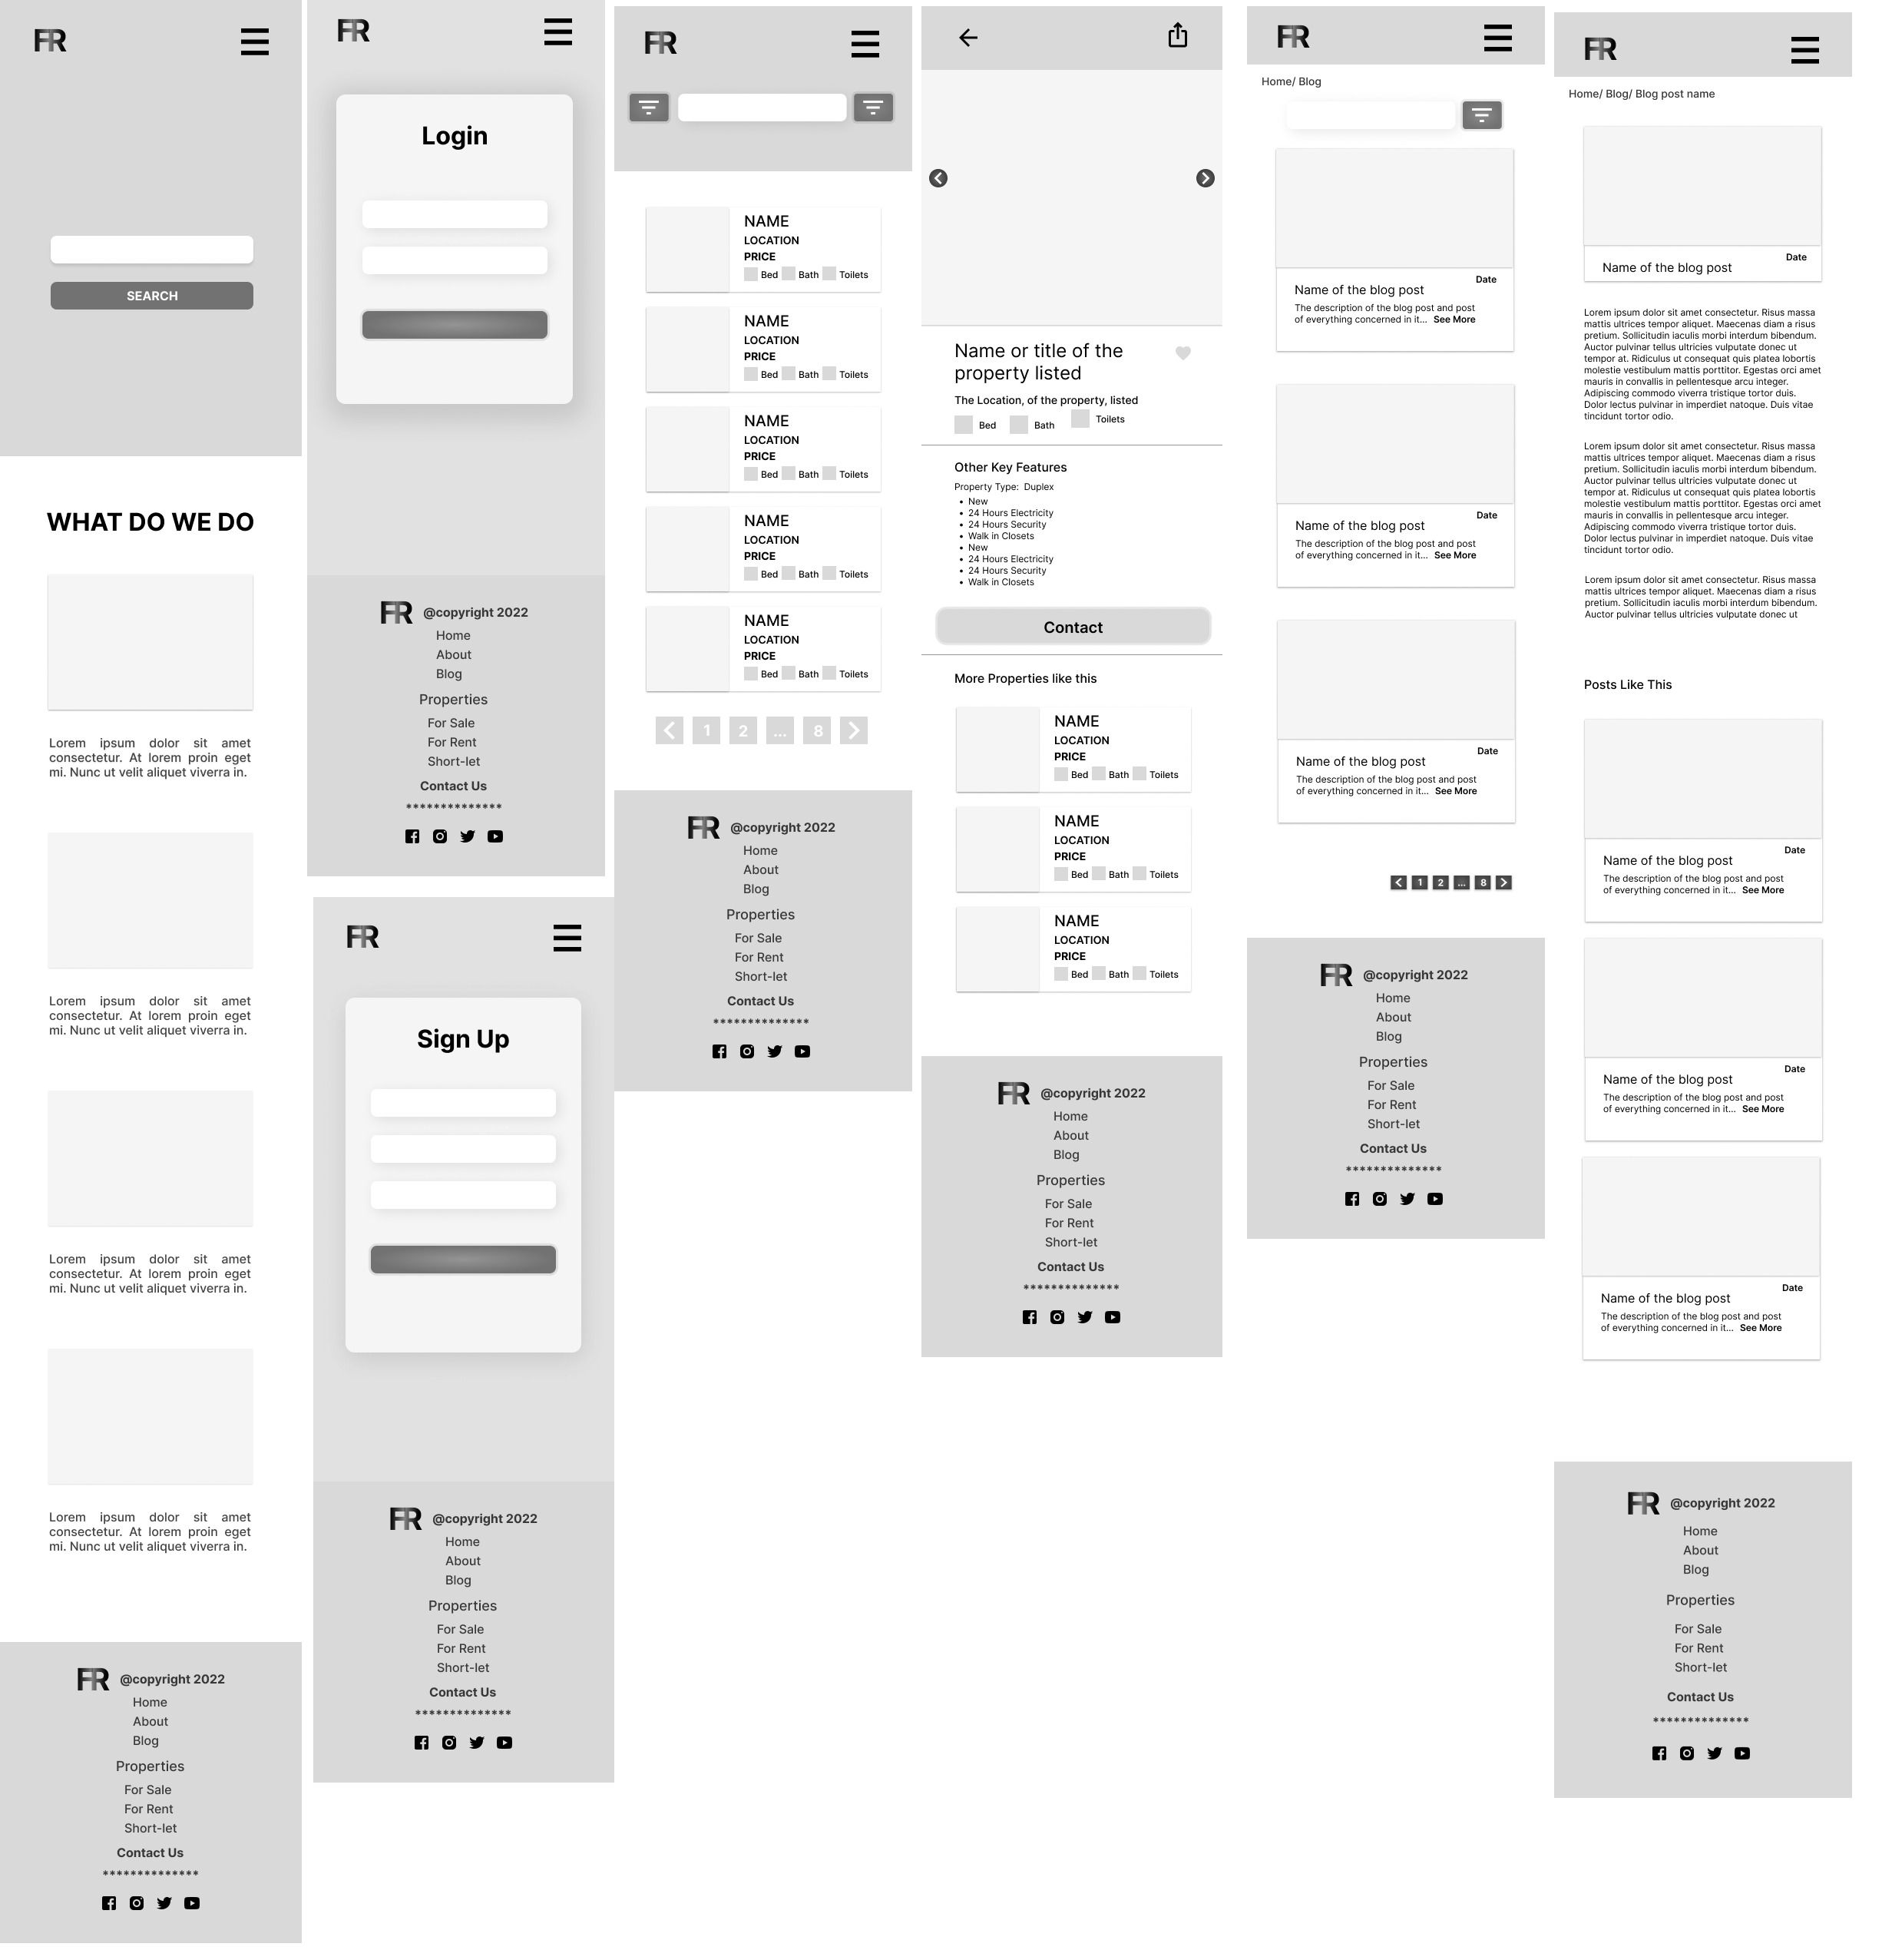 FR
SEARCH
WHAT DO WE DO
Lorem ipsum dolor sit amet
consectetur. At lorem proin eget
mi. Nunc ut velit aliquet viverra in.
Lorem ipsum dolor sit amet
consectetur. At lorem proin eget
mi. Nunc ut velit aliquet viverra in.
Lorem ipsum dolor sit amet
consectetur. At lorem proin eget
mi. Nunc ut velit aliquet viverra in.
Lorem ipsum dolor sit amet
consectetur. At lorem proin eget
mi. Nunc ut velit aliquet viverra in.
FR @copyright 2022
Home
About
Blog
Properties
For Sale
For Rent
Short-let
Contact Us
**************
FR
Login
FR @copyright 2022
Home
About
Blog
Properties
For Sale
For Rent
Short-let
Contact Us
**************
FR
Sign Up
FR @copyright 2022
Home
About
Blog
Properties
For Sale
For Rent
Short-let
Contact Us
**************
FR
NAME
LOCATION
PRICE
Bed Bath Toilets
NAME
LOCATION
PRICE
Bed Bath Toilets
NAME
LOCATION
PRICE
Bed Bath Toilets
NAME
LOCATION
PRICE
Bed Bath Toilets
NAME
LOCATION
PRICE
Bed Bath Toilets
1 2 ... 8
FR @copyright 2022
Home
About
Blog
Properties
For Sale
For Rent
Short-let
Contact Us
**************
Name or title of the
property listed
The Location, of the property, listed
Bed Bath Toilets
Other Key Features
Property Type: Duplex
• New
• 24 Hours Electricity
• 24 Hours Security
• Walk in Closets
• New
• 24 Hours Electricity
• 24 Hours Security
• Walk in Closets
Contact
More Properties like this
NAME
LOCATION
PRICE
Bed Bath Toilets
NAME
LOCATION
PRICE
Bed Bath Toilets
NAME
LOCATION
PRICE
Bed Bath Toilets
FR @copyright 2022
Home
About
Blog
Properties
For Sale
For Rent
Short-let
Contact Us
**************
FR
Home/ Blog
Date
Name of the blog post
The description of the blog post and post
of everything concerned in it... See More
Date
Name of the blog post
The description of the blog post and post
of everything concerned in it... See More
Date
Name of the blog post
The description of the blog post and post
of everything concerned in it... See More
1 2 ... 8
FR @copyright 2022
Home
About
Blog
Properties
For Sale
For Rent
Short-let
Contact Us
**************
FR
Home/ Blog/ Blog post name
Date
Name of the blog post
Lorem ipsum dolor sit amet consectetur. Risus massa
mattis ultrices tempor aliquet. Maecenas diam a risus
pretium. Sollicitudin iaculis morbi interdum bibendum.
Auctor pulvinar tellus ultricies vulputate donec ut
tempor at. Ridiculus ut consequat quis platea lobortis
molestie vestibulum mattis porttitor. Egestas orci amet
mauris in convallis in pellentesque arcu integer.
Adipiscing commodo viverra tristique tortor duis.
Dolor lectus pulvinar in imperdiet natoque. Duis vitae
tincidunt tortor odio.
Lorem ipsum dolor sit amet consectetur. Risus massa
mattis ultrices tempor aliquet. Maecenas diam a risus
pretium. Sollicitudin iaculis morbi interdum bibendum.
Auctor pulvinar tellus ultricies vulputate donec ut
tempor at. Ridiculus ut consequat quis platea lobortis
molestie vestibulum mattis porttitor. Egestas orci amet
mauris in convallis in pellentesque arcu integer.
Adipiscing commodo viverra tristique tortor duis.
Dolor lectus pulvinar in imperdiet natoque. Duis vitae
tincidunt tortor odio.
Lorem ipsum dolor sit amet consectetur. Risus massa
mattis ultrices tempor aliquet. Maecenas diam a risus
pretium. Sollicitudin iaculis morbi interdum bibendum.
Auctor pulvinar tellus ultricies vulputate donec ut
Posts Like This
Date
Name of the blog post
The description of the blog post and post
of everything concerned in it... See More
Date
Name of the blog post
The description of the blog post and post
of everything concerned in it... See More
Date
Name of the blog post
The description of the blog post and post
of everything concerned in it... See More
FR @copyright 2022
Home
About
Blog
Properties
For Sale
For Rent
Short-let
Contact Us
**************